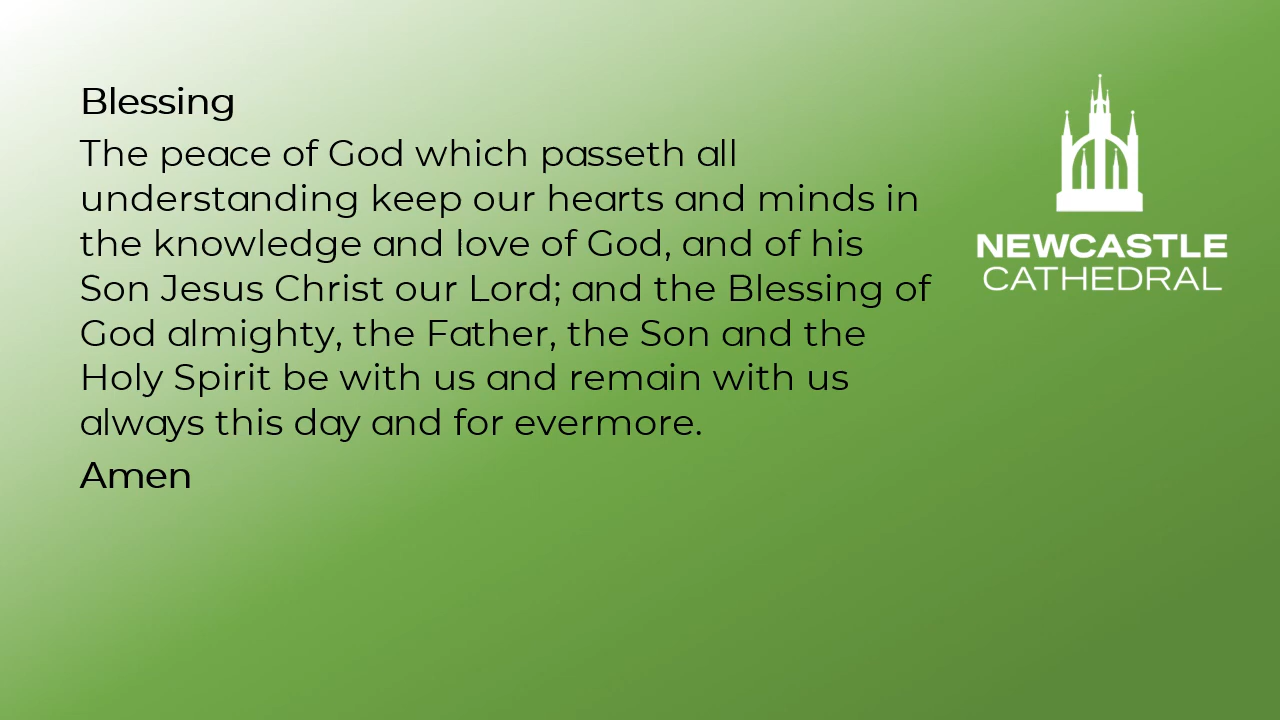 Blessing
The peace of God which passeth all
understanding keep our hearts and minds in
the knowledge and love of God, and of his
Son Jesus Christ our Lord; and the Blessing of
God almighty, the Father, the Son and the
Holy Spirit be with us and remain with us
always this day and for evermore.
Amen
NEWCASTLE
CATHEDRAL